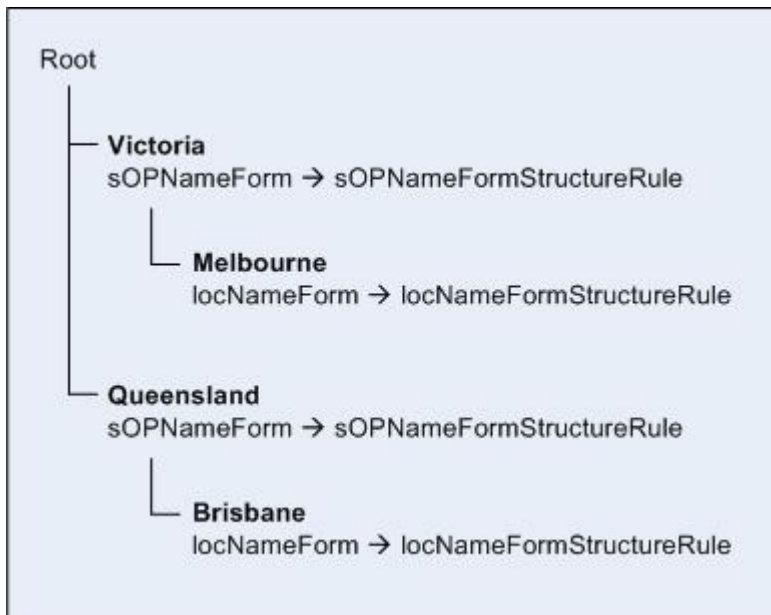 Root
Victoria
sOPNameForm → sOPNameFormStructureRule
Melbourne
locNameForm → locNameFormStructureRule
Queensland
sOPNameForm → sOPNameFormStructureRule
Brisbane
locNameForm → locNameFormStructureRule